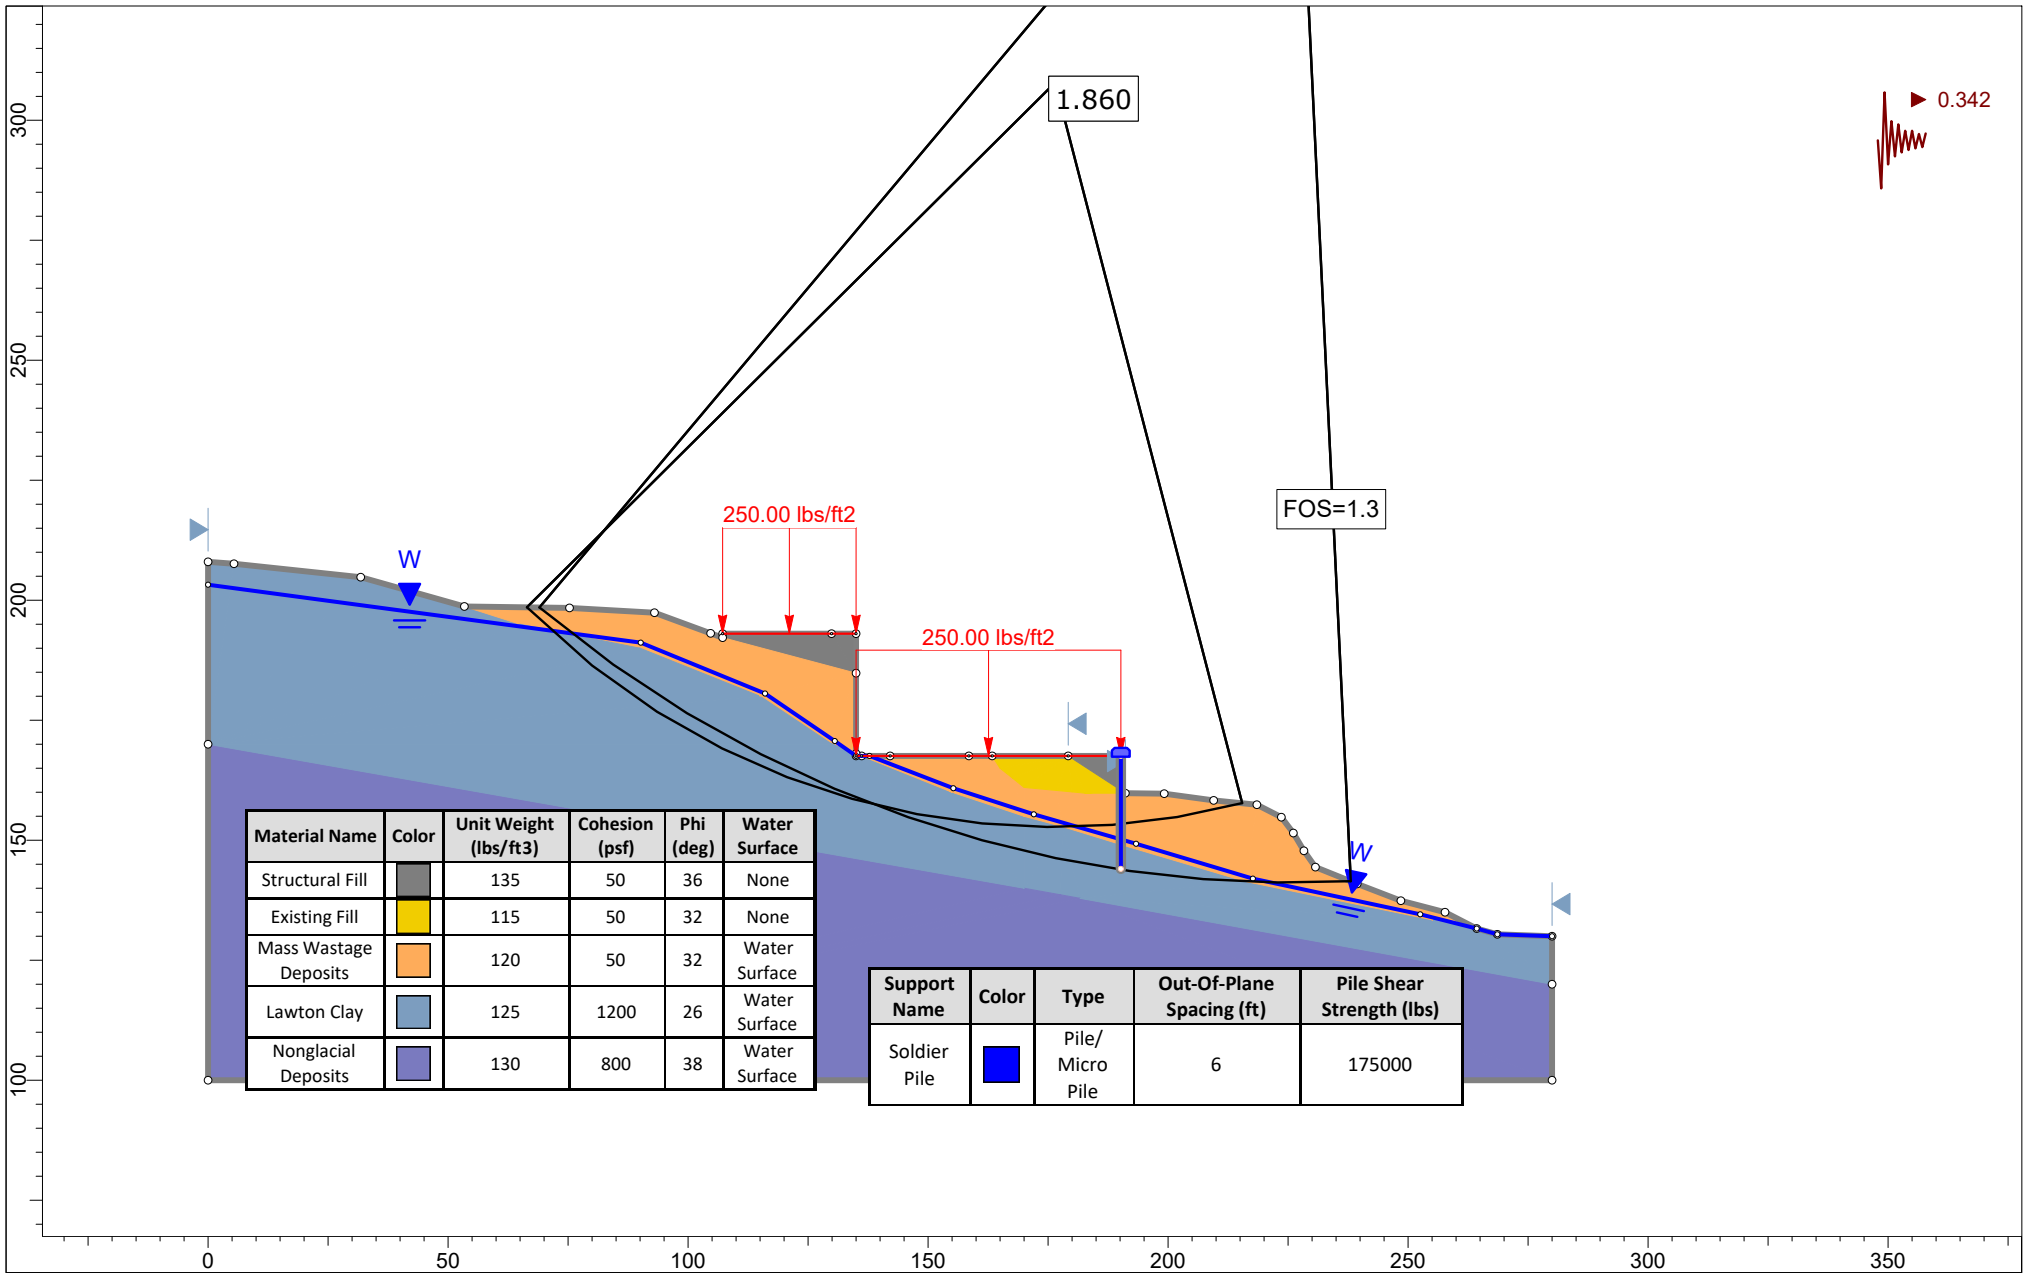 300
250
200
150
100
0 50 100 150 200 250 300 350
1.860
0.342
FOS=1.3
W
250.00 lbs/ft2
250.00 lbs/ft2
W
Material Name Color Unit Weight (lbs/ft3) Cohesion (psf) Phi (deg) Water Surface
Structural Fill 135 50 36 None
Existing Fill 115 50 32 None
Mass Wastage Deposits 120 50 32 Water Surface
Lawton Clay 125 1200 26 Water Surface
Nonglacial Deposits 130 800 38 Water Surface
Support Name Color Type Out-Of-Plane Spacing (ft) Pile Shear Strength (lbs)
Soldier Pile Pile/ Micro Pile 6 175000